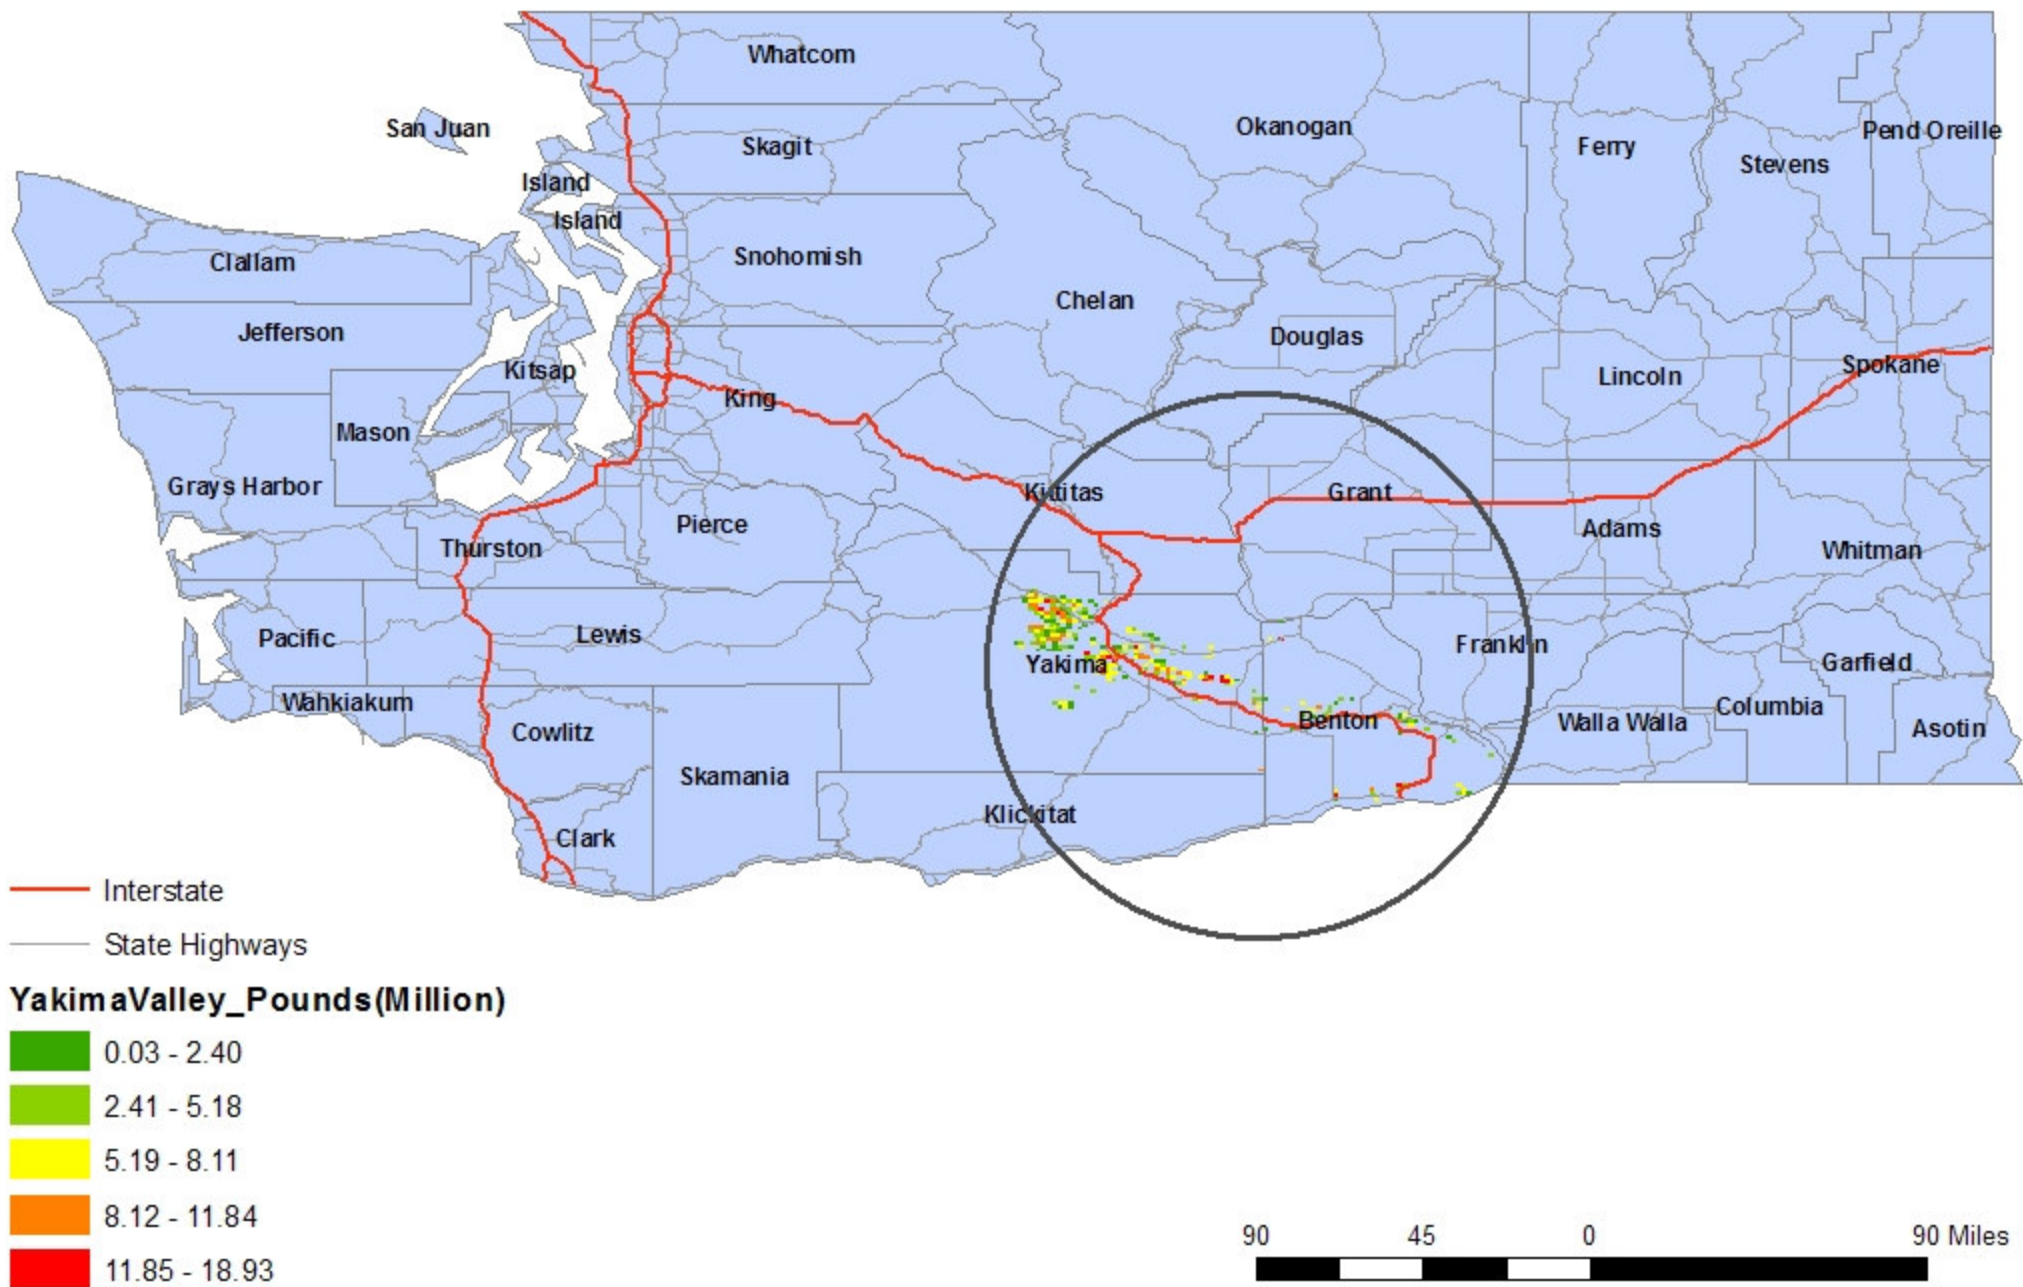 Whatcom
San Juan
Skagit
Okanogan
Ferry
Pend Oreille
Stevens
Island
Island
Clallam
Snohomish
Chelan
Jefferson
Douglas
Kitsap
Lincoln
Spokane
King
Mason
Grays Harbor
Kittitas
Grant
Pierce
Adams
Thurston
Whitman
Pacific
Lewis
Franklin
Yakima
Garfield
Wahkiakum
Cowlitz
Benton
Walla Walla
Columbia
Asotin
Skamania
Klickitat
Clark
Interstate
State Highways
YakimaValley_Pounds(Million)
0.03 - 2.40
2.41 - 5.18
5.19 - 8.11
8.12 - 11.84
11.85 - 18.93
90 45 0 90 Miles